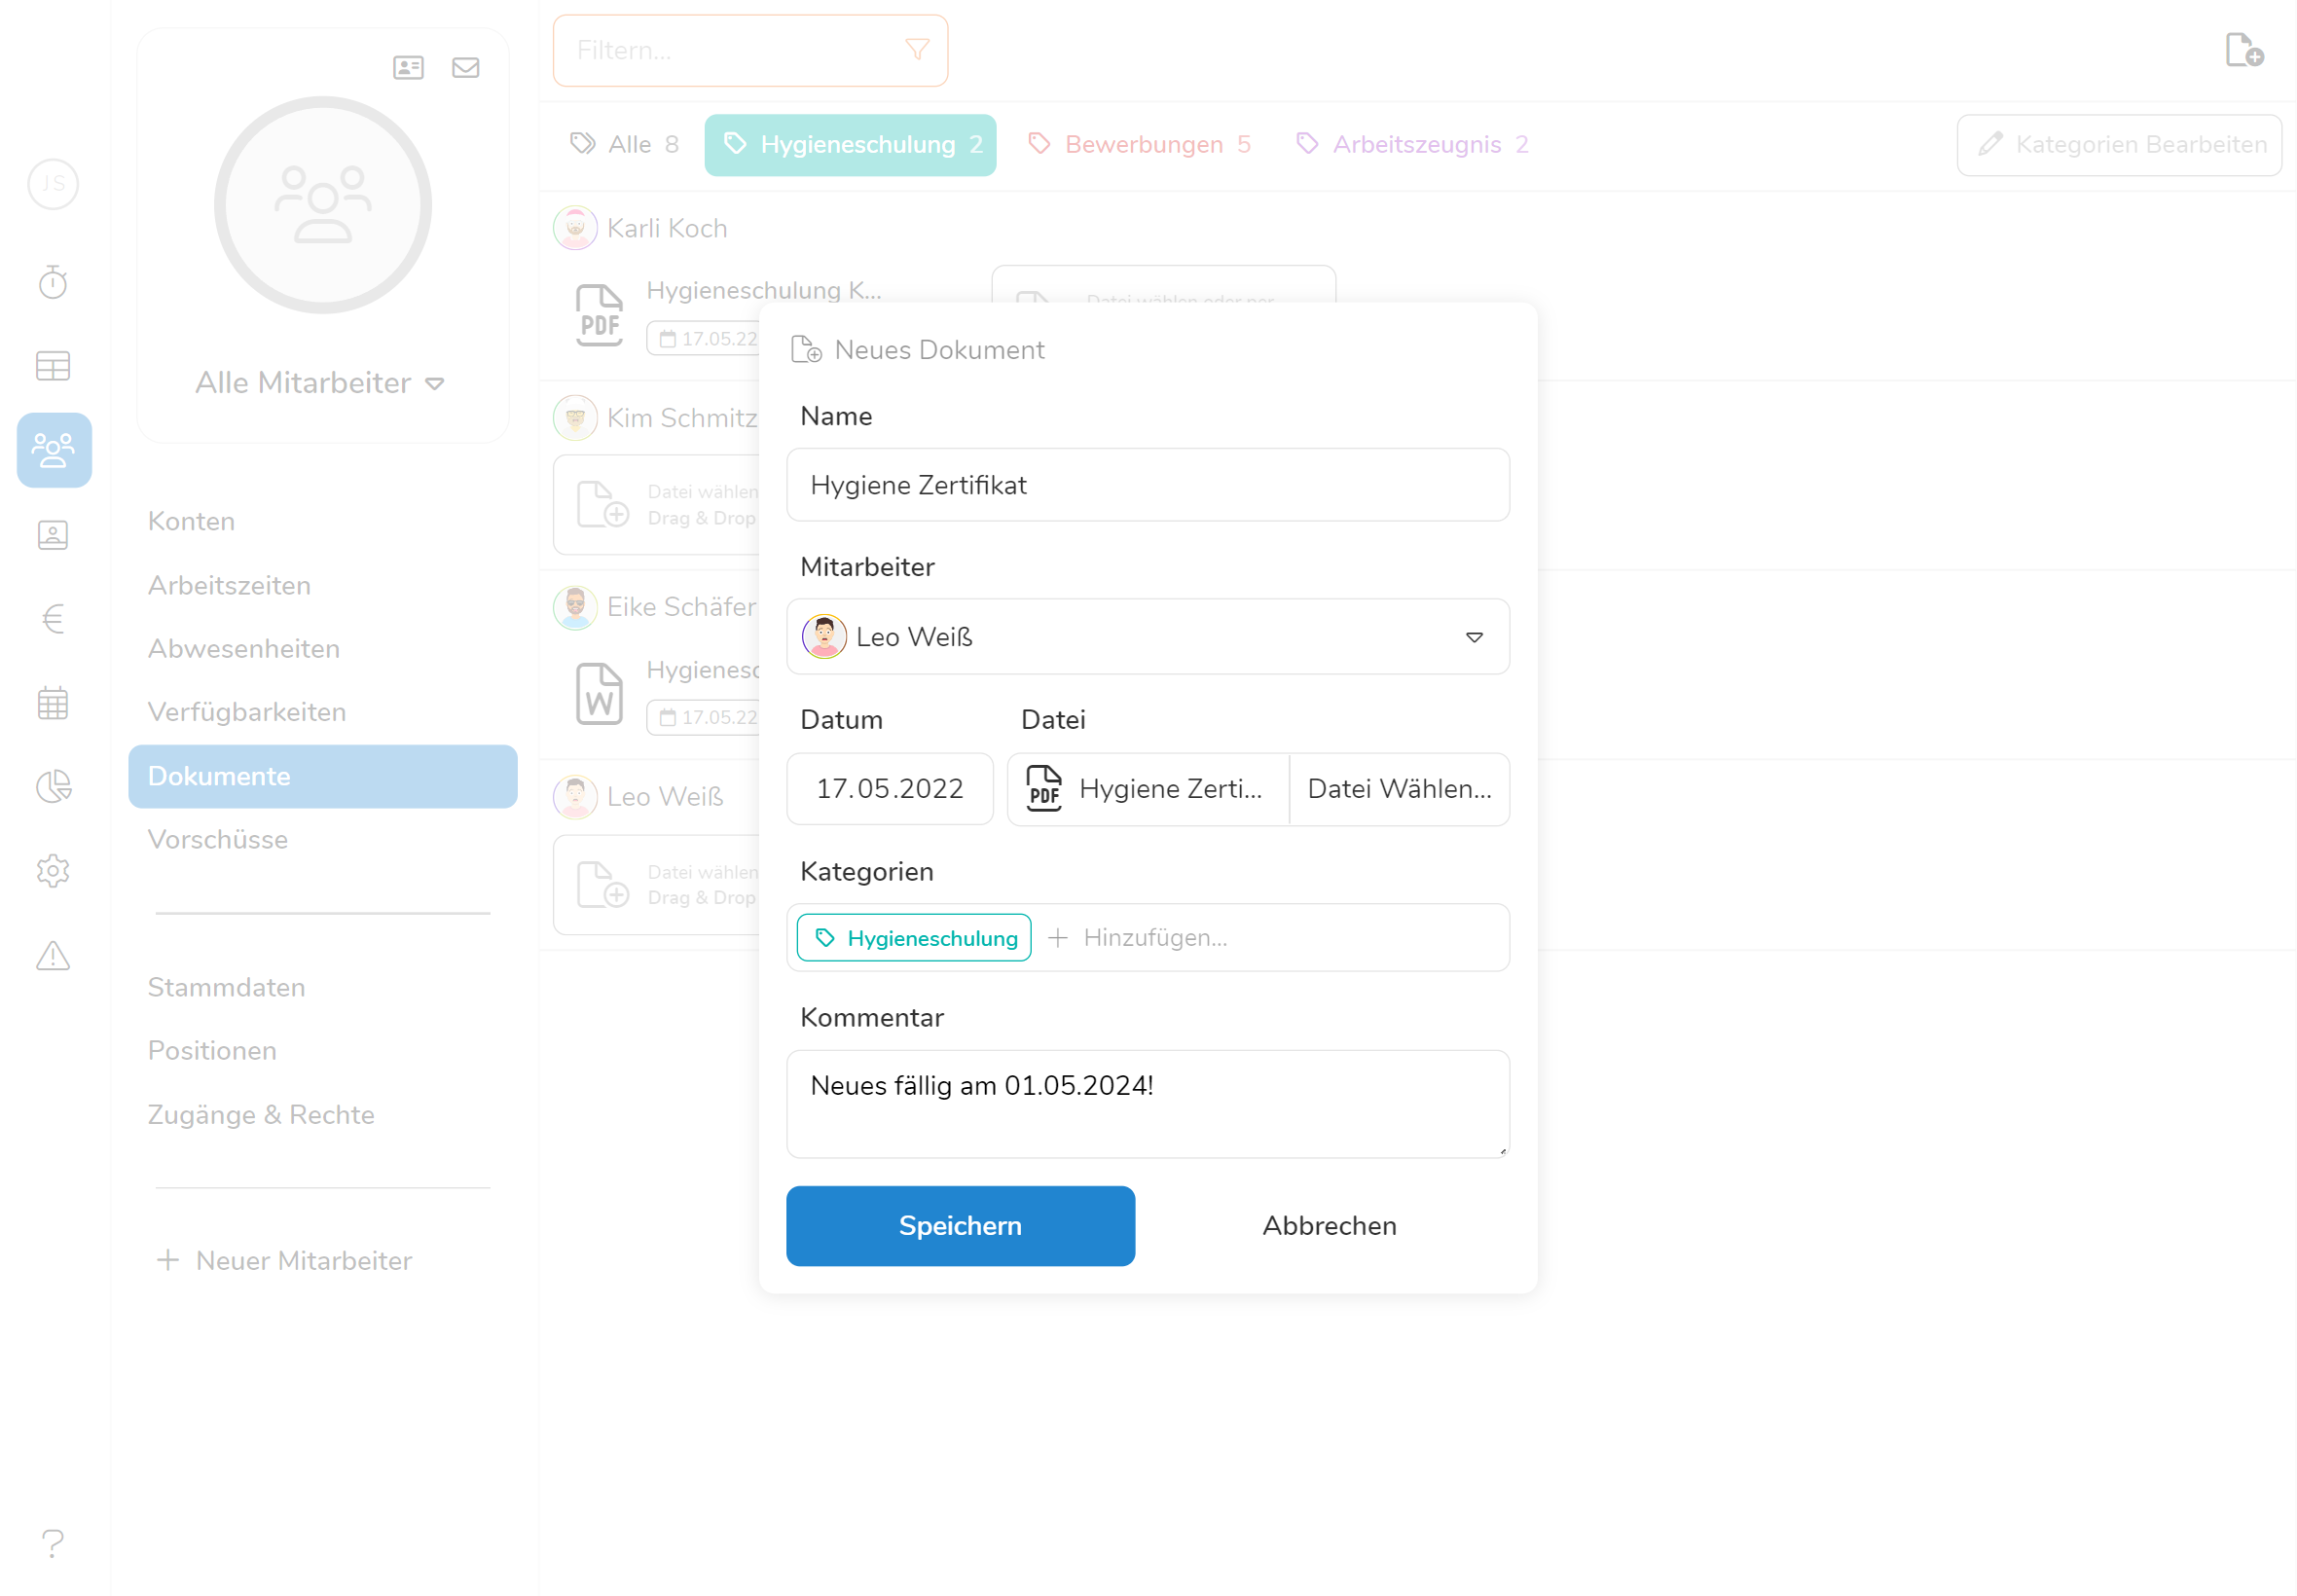 JS
Alle Mitarbeiter
Konten
Arbeitszeiten
Abwesenheiten
Verfügbarkeiten
Dokumente
Vorschüsse
Stammdaten
Positionen
Zugänge & Rechte
Neuer Mitarbeiter
Filtern...
Alle 8 Hygieneschulung 2 Bewerbungen 5 Arbeitszeugnis 2 Kategorien Bearbeiten
Karli Koch
PDF Hygieneschulung K...
17.05.22
Datei wählen oder per
Kim Schmitz
Datei wählen
Drag & Drop
Eike Schäfer
W
17.05.22
Leo Weiß
Datei wählen
Drag & Drop
Neues Dokument
Name
Hygiene Zertifikat
Mitarbeiter
Leo Weiß
Datum Datei
17.05.2022 PDF Hygiene Zerti... Datei Wählen...
Kategorien
Hygieneschulung + Hinzufügen...
Kommentar
Neues fällig am 01.05.2024!
Speichern Abbrechen